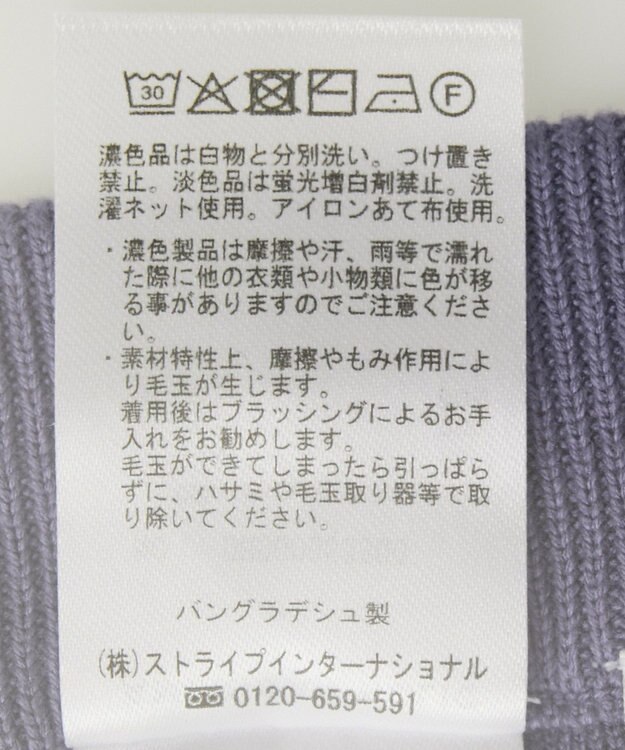 30 F
濃色品は白物と分別洗い。つけ置き
禁止。淡色品は蛍光増白剤禁止。洗
濯ネット使用。アイロンあて布使用。
・濃色製品は摩擦や汗、雨等で濡れ
た際に他の衣類や小物類に色が移
る事がありますのでご注意くださ
い。
・素材特性上、摩擦やもみ作用によ
り毛玉が生じます。
着用後はブラッシングによるお手
入れをお勧めします。
毛玉ができてしまったら引っぱら
ずに、ハサミや毛玉取り器等で取
り除いてください。
バングラデシュ製
(株)ストライプインターナショナル
0120-659-591